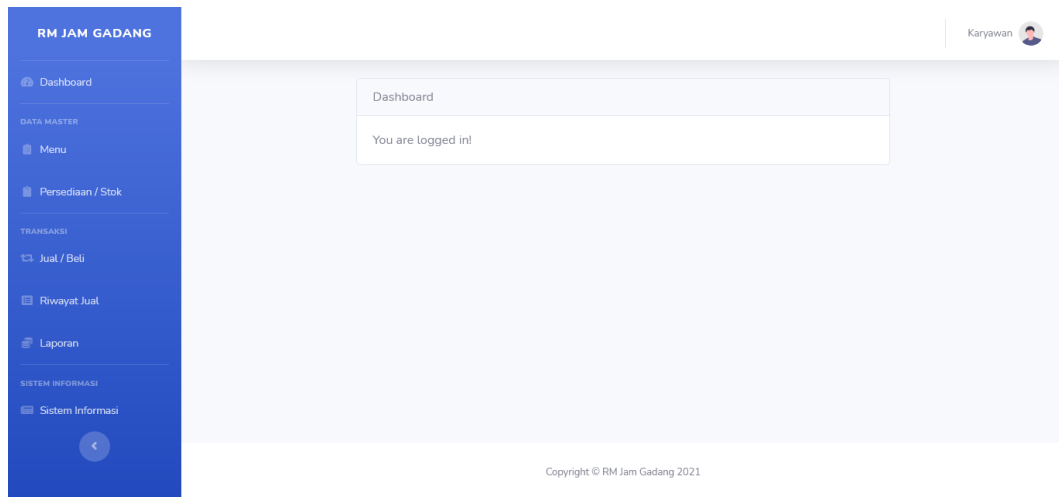 RM JAM GADANG
Karyawan
Dashboard
DATA MASTER
Menu
Persediaan / Stok
TRANSAKSI
Jual / Beli
Riwayat Jual
Laporan
SISTEM INFORMASI
Sistem Informasi
Dashboard
You are logged in!
Copyright © RM Jam Gadang 2021